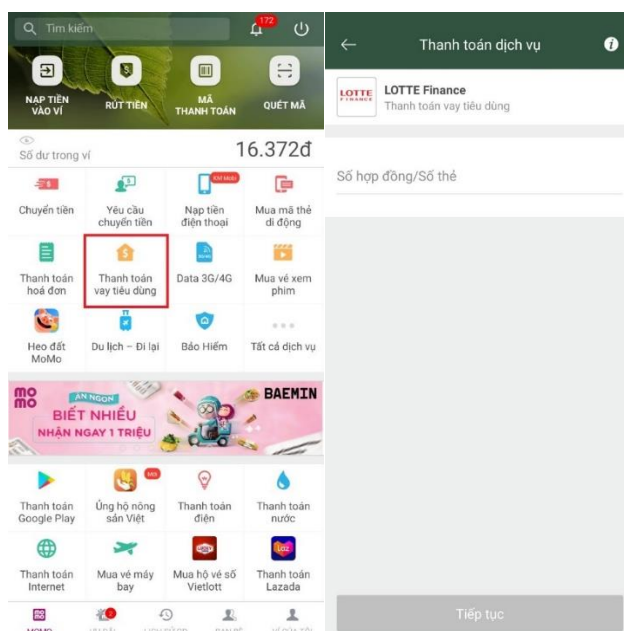 Tìm kiếm
172
NẠP TIỀN
VÀO VÍ
RÚT TIỀN
MÃ
THANH TOÁN
QUÉT MÃ
Số dư trong ví
16.372đ
Chuyển tiền
Yêu cầu
chuyển tiền
Nạp tiền
điện thoại
Mua mã thẻ
di động
Thanh toán
hoá đơn
Thanh toán
vay tiêu dùng
Data 3G/4G
Mua vé xem
phim
Heo đất
MoMo
Du lịch – Đi lại
Bảo Hiểm
Tất cả dịch vụ
mo
mo
ĂN NGON
BIẾT NHIỀU
NHẬN NGAY 1 TRIỆU
BAEMIN
Thanh toán
Google Play
Ủng hộ nông
sản Việt
Thanh toán
điện
Thanh toán
nước
Thanh toán
Internet
Mua vé máy
bay
Mua hộ vé số
Vietlott
Laz
Thanh toán
Lazada
2
Thanh toán dịch vụ
LOTTE
FINANCE
LOTTE Finance
Thanh toán vay tiêu dùng
Số hợp đồng/Số thẻ
Tiếp tục